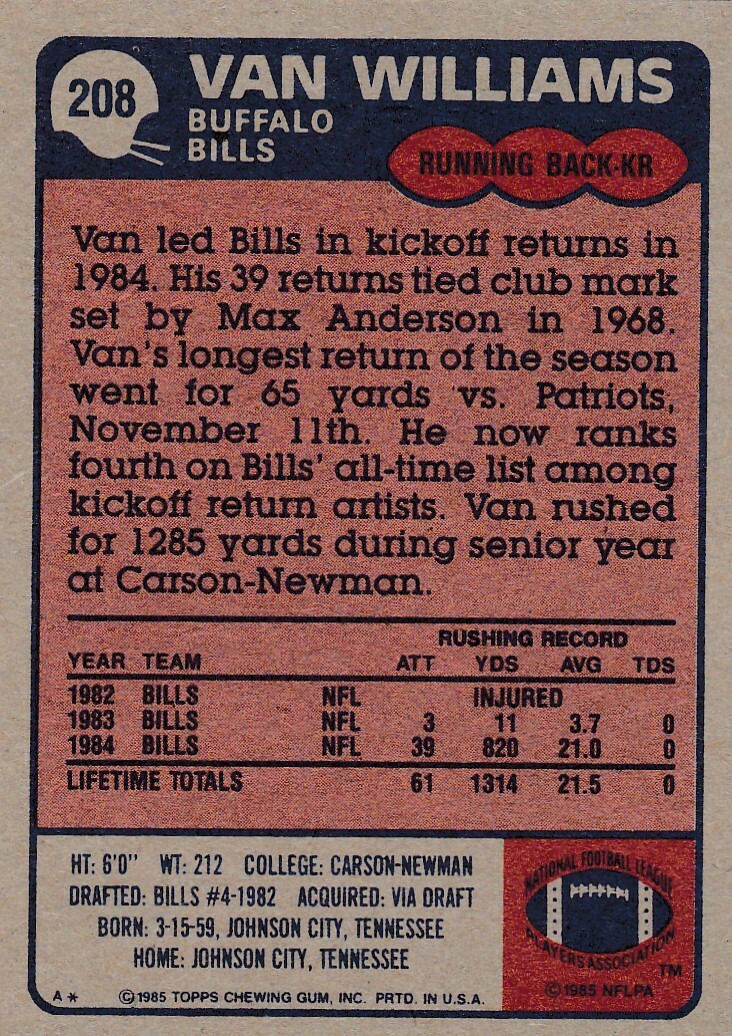 208
VAN WILLIAMS
BUFFALO
BILLS
RUNNING BACK-KR
Van led Bills in kickoff returns in
1984. His 39 returns tied club mark
set by Max Anderson in 1968.
Van's longest return of the season
went for 65 yards vs. Patriots,
November 11th. He now ranks
fourth on Bills' all-time list among
kickoff return artists. Van rushed
for 1285 yards during senior year
at Carson-Newman.
RUSHING RECORD
YEAR TEAM ATT YDS AVG TDS
1982 BILLS NFL INJURED
1983 BILLS NFL 3 11 3.7 0
1984 BILLS NFL 39 820 21.0 0
LIFETIME TOTALS 61 1314 21.5 0
HT: 6'0" WT: 212 COLLEGE: CARSON-NEWMAN
DRAFTED: BILLS #4-1982 ACQUIRED: VIA DRAFT
BORN: 3-15-59, JOHNSON CITY, TENNESSEE
HOME: JOHNSON CITY, TENNESSEE
A* ©1985 TOPPS CHEWING GUM, INC. PRTD. IN U.S.A.
NATIONAL FOOTBALL LEAGUE
PLAYERS ASSOCIATION
TM
©1985 NFLPA